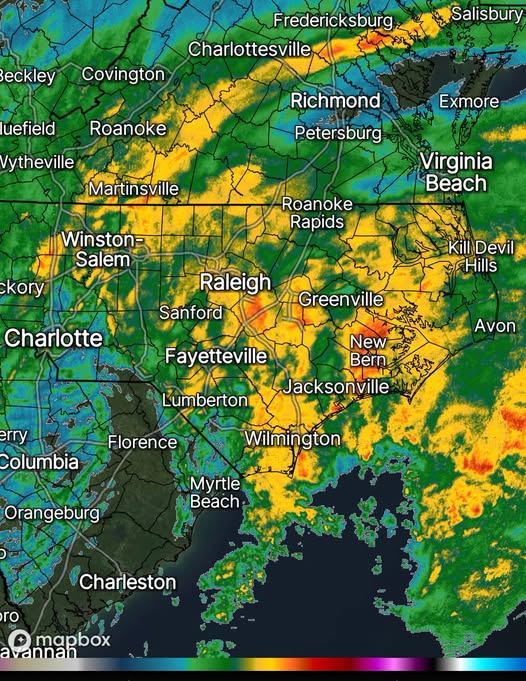 Fredericksburg
Salisbury
Charlottesville
Beckley
Covington
Richmond
Exmore
luefield
Roanoke
Petersburg
Wytheville
Virginia
Beach
Martinsville
Roanoke
Rapids
Winston-
Salem
Kill Devil
Hills
ckory
Raleigh
Greenville
Sanford
Avon
Charlotte
New
Bern
Fayetteville
Jacksonville
Lumberton
erry
Florence
Wilmington
Columbia
Myrtle
Beach
Orangeburg
Charleston
oro
mapbox
avannah